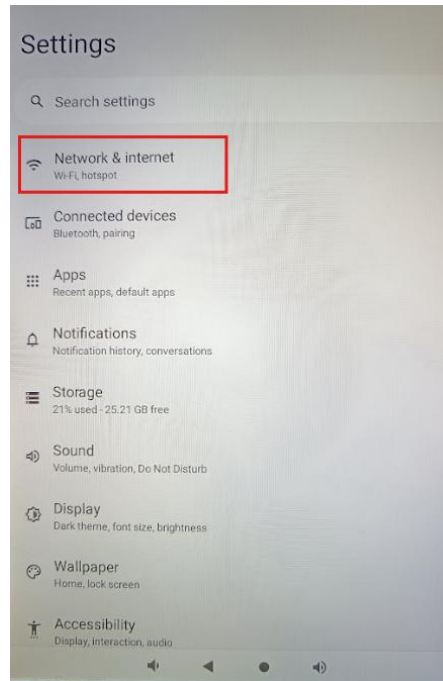 Settings
Search settings
Network & internet
Wi-Fi, hotspot
Connected devices
Bluetooth, pairing
Apps
Recent apps, default apps
Notifications
Notification history, conversations
Storage
21% used - 25.21 GB free
Sound
Volume, vibration, Do Not Disturb
Display
Dark theme, font size, brightness
Wallpaper
Home, lock screen
Accessibility
Display, interaction, audio